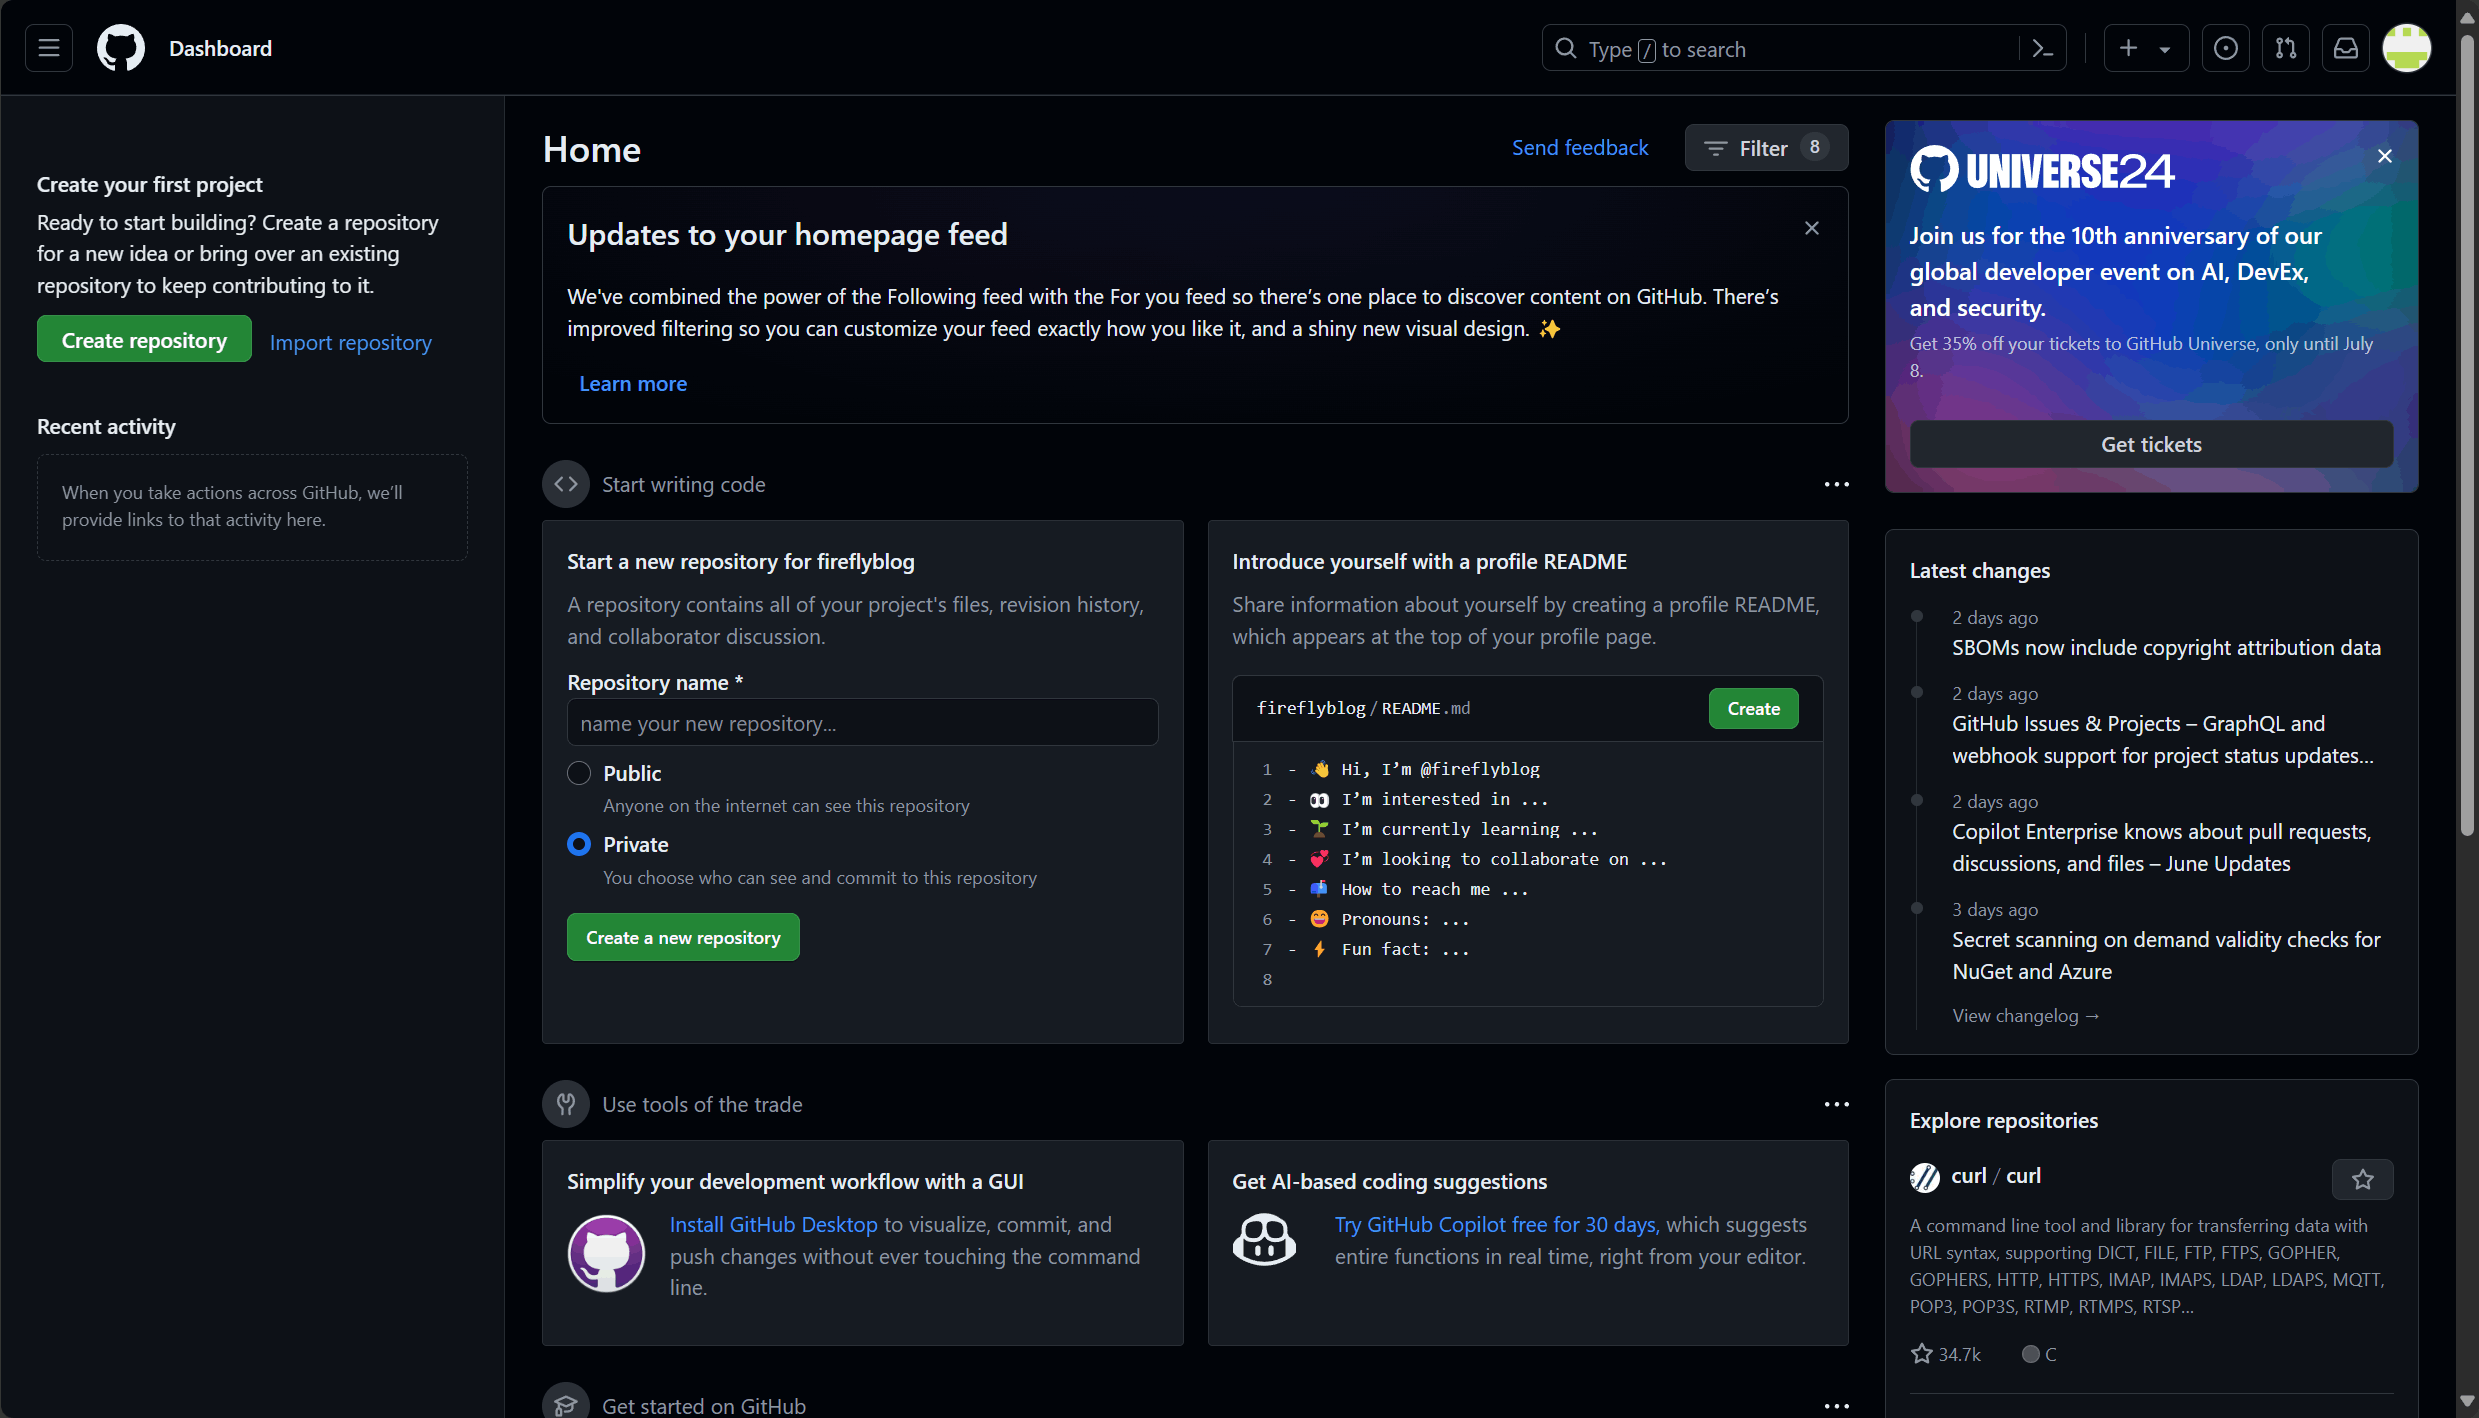 Dashboard
Type / to search
Create your first project
Ready to start building? Create a repository
for a new idea or bring over an existing
repository to keep contributing to it.
Create repository
Import repository
Recent activity
When you take actions across GitHub, we’ll
provide links to that activity here.
Home
Send feedback
Filter 8
Updates to your homepage feed
We've combined the power of the Following feed with the For you feed so there’s one place to discover content on GitHub. There’s
improved filtering so you can customize your feed exactly how you like it, and a shiny new visual design. ✨
Learn more
Start writing code
Start a new repository for fireflyblog
A repository contains all of your project's files, revision history,
and collaborator discussion.
Repository name *
name your new repository...
Public
Anyone on the internet can see this repository
Private
You choose who can see and commit to this repository
Create a new repository
Introduce yourself with a profile README
Share information about yourself by creating a profile README,
which appears at the top of your profile page.
fireflyblog/README.md
Create
1 - 👋 Hi, I’m @fireflyblog
2 - 👀 I’m interested in ...
3 - 🌱 I’m currently learning ...
4 - 💞️ I’m looking to collaborate on ...
5 - 📫 How to reach me ...
6 - 😄 Pronouns: ...
7 - ⚡ Fun fact: ...
8
Use tools of the trade
Simplify your development workflow with a GUI
Install GitHub Desktop to visualize, commit, and
push changes without ever touching the command
line.
Get AI-based coding suggestions
Try GitHub Copilot free for 30 days, which suggests
entire functions in real time, right from your editor.
Get started on GitHub
UNIVERSE24
Join us for the 10th anniversary of our
global developer event on AI, DevEx,
and security.
Get 35% off your tickets to GitHub Universe, only until July
8.
Get tickets
Latest changes
2 days ago
SBOMs now include copyright attribution data
2 days ago
GitHub Issues & Projects – GraphQL and
webhook support for project status updates...
2 days ago
Copilot Enterprise knows about pull requests,
discussions, and files – June Updates
3 days ago
Secret scanning on demand validity checks for
NuGet and Azure
View changelog →
Explore repositories
curl / curl
A command line tool and library for transferring data with
URL syntax, supporting DICT, FILE, FTP, FTPS, GOPHER,
GOPHERS, HTTP, HTTPS, IMAP, IMAPS, LDAP, LDAPS, MQTT,
POP3, POP3S, RTMP, RTMPS, RTSP...
34.7k
C